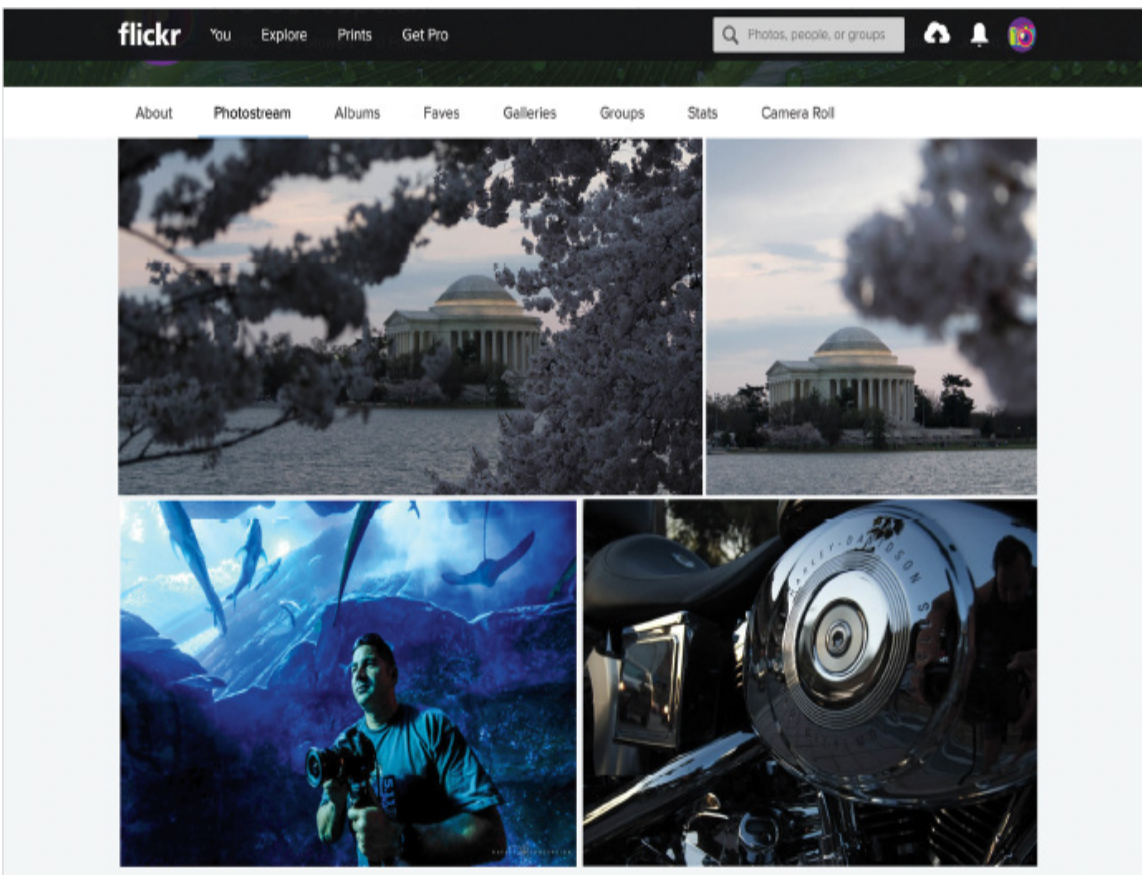 flickr You Explore Prints Get Pro Photos, people, or groups
About Photostream Albums Faves Galleries Groups Stats Camera Roll
HARLEY-DAVIDSON S